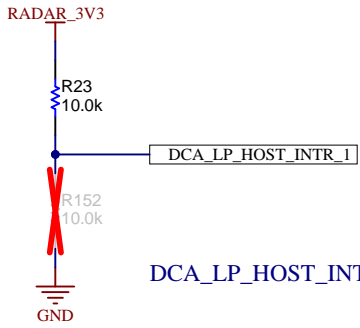 RADAR_3V3
R23
10.0k
DCA_LP_HOST_INTR_1
R152
10.0k
DCA_LP_HOST_INT
GND